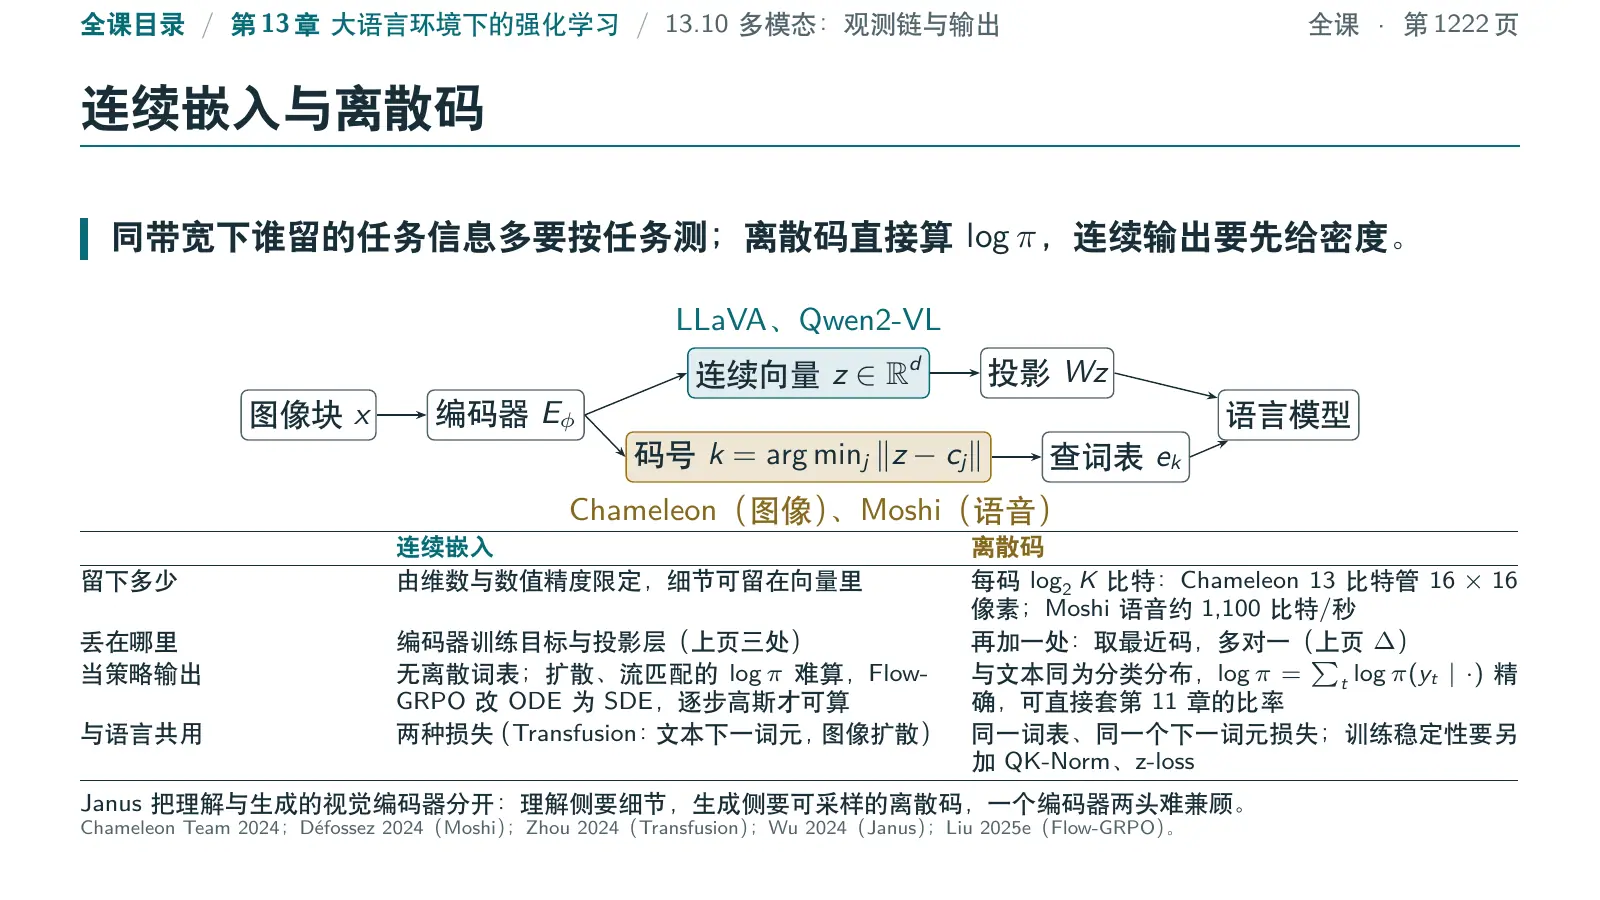 全课目录 / 第 13 章 大语言环境下的强化学习 / 13.10 多模态：观测链与输出
全课 · 第 1222 页
连续嵌入与离散码
同带宽下谁留的任务信息多要按任务测；离散码直接算 log π，连续输出要先给密度。
LLaVA、Qwen2-VL
连续向量 z ∈ ℝ^d
投影 Wz
图像块 x
编码器 E_ϕ
语言模型
码号 k = arg min_j ‖z − c_j‖
查词表 e_k
Chameleon（图像）、Moshi（语音）
连续嵌入
离散码
留下多少
由维数与数值精度限定，细节可留在向量里
每码 log₂ K 比特：Chameleon 13 比特管 16 × 16
像素；Moshi 语音约 1,100 比特/秒
丢在哪里
编码器训练目标与投影层（上页三处）
再加一处：取最近码，多对一（上页 Δ）
当策略输出
无离散词表；扩散、流匹配的 log π 难算，Flow-
GRPO 改 ODE 为 SDE，逐步高斯才可算
与文本同为分类分布，log π = ∑_t log π(y_t | ·) 精
确，可直接套第 11 章的比率
与语言共用
两种损失（Transfusion：文本下一词元，图像扩散）
同一词表、同一个下一词元损失；训练稳定性要另
加 QK-Norm、z-loss
Janus 把理解与生成的视觉编码器分开：理解侧要细节，生成侧要可采样的离散码，一个编码器两头难兼顾。
Chameleon Team 2024；Défossez 2024（Moshi）；Zhou 2024（Transfusion）；Wu 2024（Janus）；Liu 2025e（Flow-GRPO）。